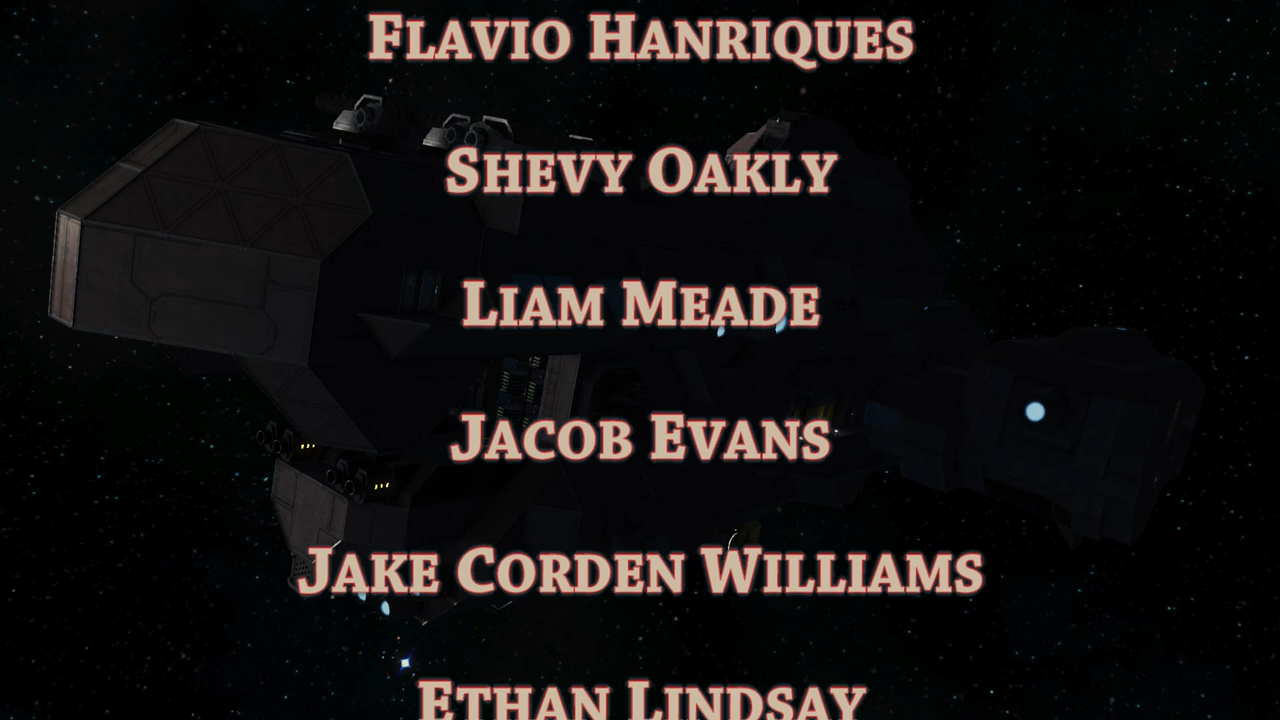 Flavio Hanriques
Shevy Oakly
Liam Meade
Jacob Evans
Jake Corden Williams
Ethan Lindsay